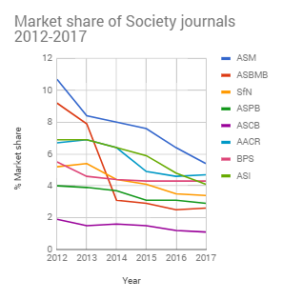 Market share of Society journals
2012-2017
12
10
8
6
4
2
0
2012 2013 2014 2015 2016 2017
% Market share
Year
ASM
ASBMB
SfN
ASPB
ASCB
AACR
BPS
ASI